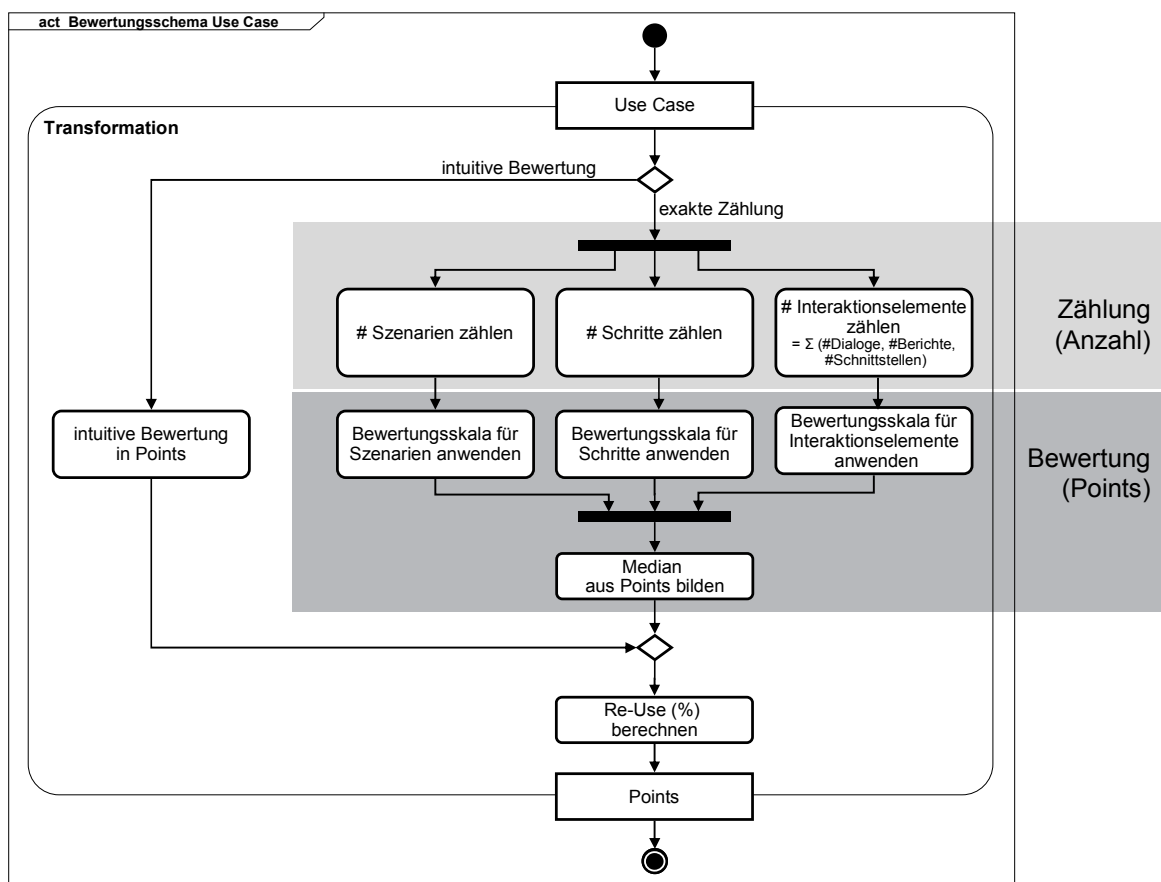 act Bewertungsschema Use Case
Use Case
Transformation
intuitive Bewertung
exakte Zählung
# Szenarien zählen
# Schritte zählen
# Interaktionselemente
zählen
= Σ (#Dialoge, #Berichte,
#Schnittstellen)
Zählung
(Anzahl)
intuitive Bewertung
in Points
Bewertungsskala für
Szenarien anwenden
Bewertungsskala für
Schritte anwenden
Bewertungsskala für
Interaktionselemente
anwenden
Bewertung
(Points)
Median
aus Points bilden
Re-Use (%)
berechnen
Points